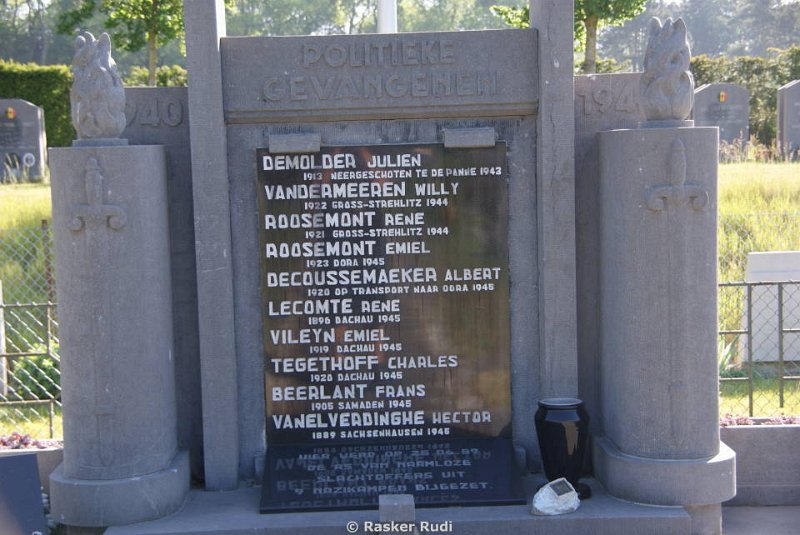 POLITIEKE
GEVANGENEN
1940
194
DEMOLDER JULIEN
1913 NEERGESCHOTEN TE DE PANNE 1943
VANDERMEEREN WILLY
1922 GROSS-STREHLITZ 1944
ROOSEMONT RENE
1921 GROSS-STREHLITZ 1944
ROOSEMONT EMIEL
1923 DORA 1945
DECOUSSEMAEKER ALBERT
1920 OP TRANSPORT NAAR DORA 1945
LECOMTE RENE
1896 DACHAU 1945
VILEYN EMIEL
1919 DACHAU 1945
TEGETHOFF CHARLES
1920 DACHAU 1945
BEERLANT FRANS
1905 SAMADEN 1945
VANELVERDINGHE HECTOR
1889 SACHSENHAUSEN 1945
HIER WERD OP 25
DE AS VAN NAAMLOZE
SLACHTOFFERS UIT
9 NAZIKAMPEN BIJGEZET.
© Rasker Rudi